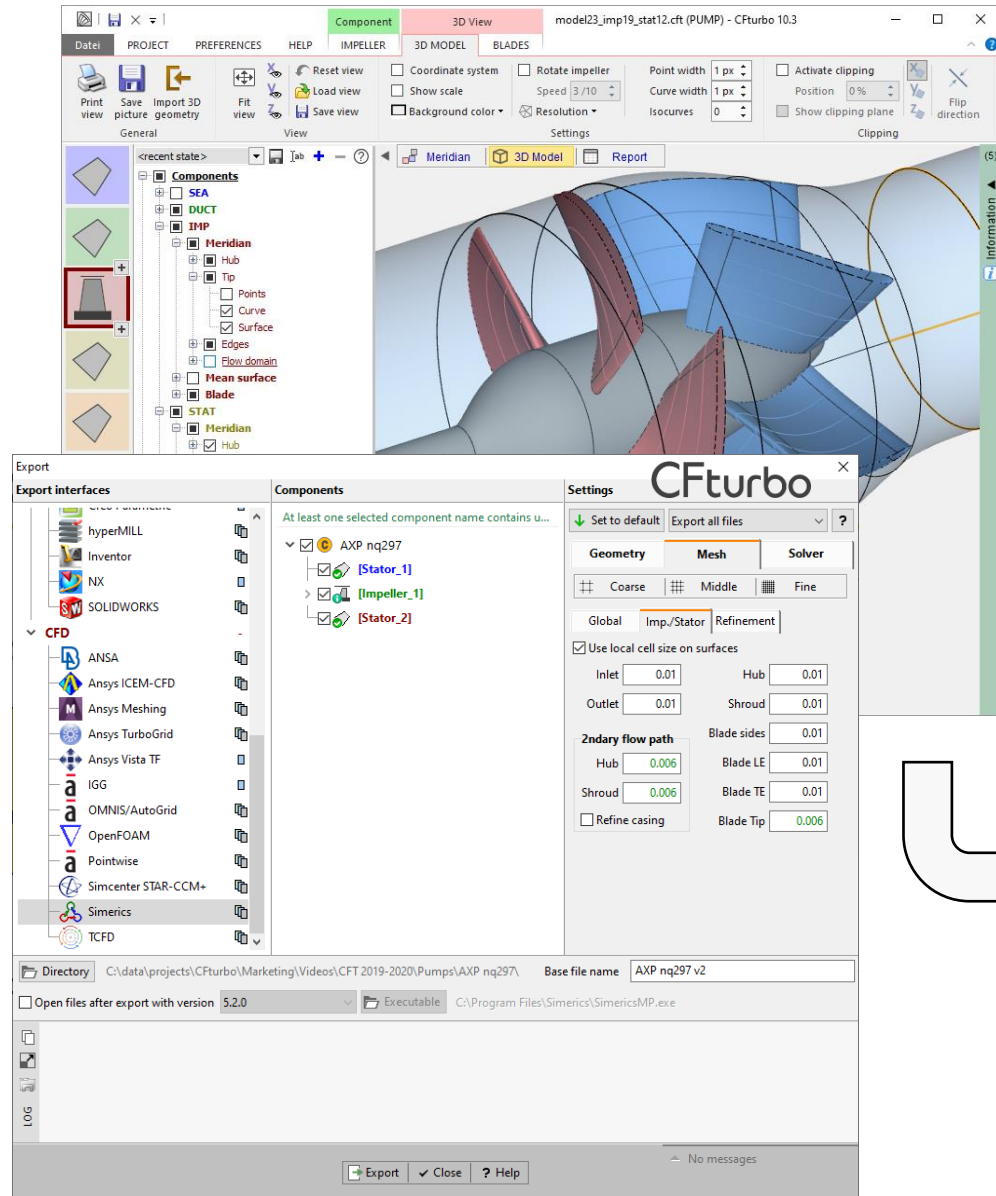 Component
3D View
model23_imp19_stat12.cft (PUMP) - CFturbo 10.3
Datei
PROJECT
PREFERENCES
HELP
IMPELLER
3D MODEL
BLADES
Print view
Save picture
Import 3D geometry
General
Fit view
X
Y
Z
Reset view
Load view
Save view
View
Coordinate system
Show scale
Background color
Rotate impeller
Speed 3 /10
Resolution
Point width 1 px
Curve width 1 px
Isocurves 0
Settings
Activate clipping
Position 0 %
Show clipping plane
X
Y
Z
Flip direction
Clipping
<recent state>
Meridian
3D Model
Report
(5)
Information
Components
SEA
DUCT
IMP
Meridian
Hub
Tip
Points
Curve
Surface
Edges
Flow domain
Mean surface
Blade
STAT
Meridian
Hub
Export
CFturbo
Export interfaces
Components
Settings
hyperMILL
Inventor
NX
SOLIDWORKS
CFD
ANSA
Ansys ICEM-CFD
Ansys Meshing
Ansys TurboGrid
Ansys Vista TF
IGG
OMNIS/AutoGrid
OpenFOAM
Pointwise
Simcenter STAR-CCM+
Simerics
TCFD
At least one selected component name contains u...
AXP nq297
[Stator_1]
[Impeller_1]
[Stator_2]
Set to default
Export all files
?
Geometry
Mesh
Solver
Coarse
Middle
Fine
Global
Imp./Stator
Refinement
Use local cell size on surfaces
Inlet 0.01
Hub 0.01
Outlet 0.01
Shroud 0.01
2ndary flow path
Hub 0.006
Shroud 0.006
Refine casing
Blade sides 0.01
Blade LE 0.01
Blade TE 0.01
Blade Tip 0.006
Directory C:\data\projects\CFturbo\Marketing\Videos\CFT 2019-2020\Pumps\AXP nq297\
Base file name AXP nq297 v2
Open files after export with version 5.2.0
Executable C:\Program Files\Simerics\SimericsMP.exe
LOG
No messages
Export
Close
? Help